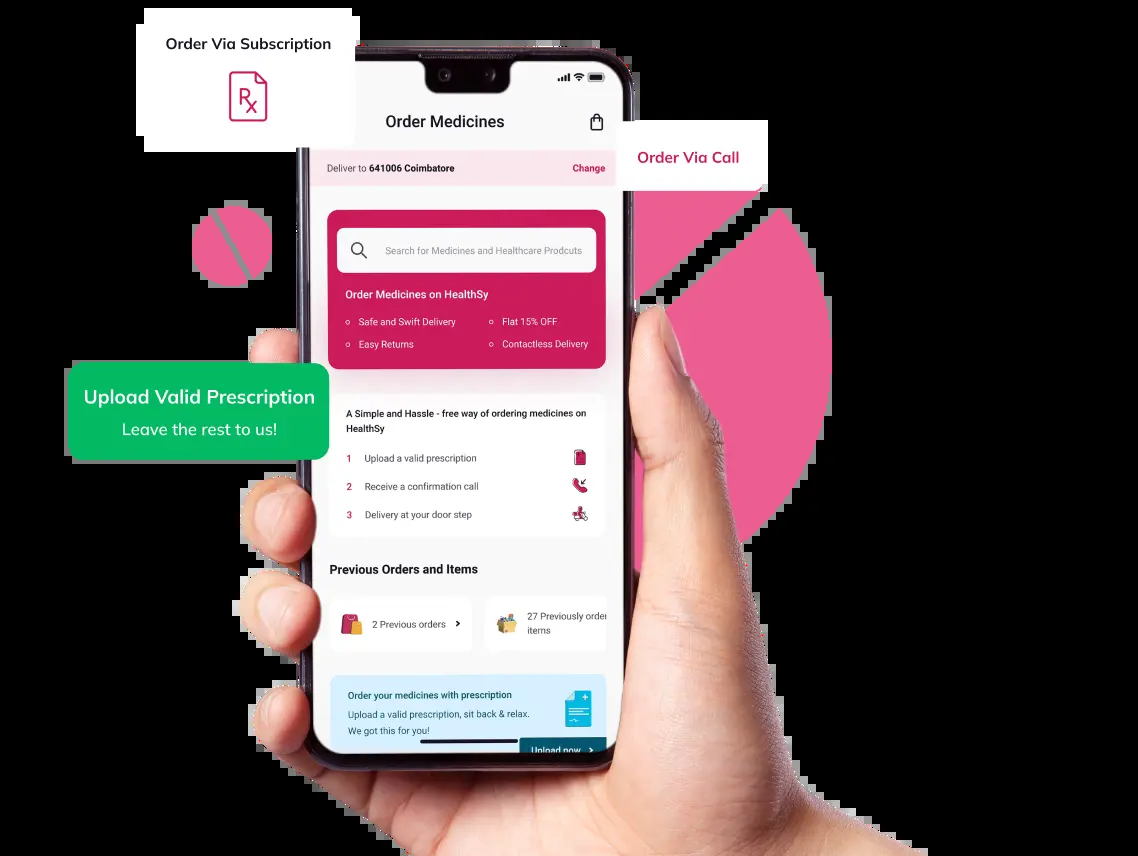 Order Via Subscription
Rx
Order Medicines
Order Via Call
Deliver to 641006 Coimbatore
Change
Search for Medicines and Healthcare Prodcuts
Order Medicines on HealthSy
Safe and Swift Delivery
Flat 15% OFF
Easy Returns
Contactless Delivery
Upload Valid Prescription
Leave the rest to us!
A Simple and Hassle - free way of ordering medicines on
HealthSy
1 Upload a valid prescription
2 Receive a confirmation call
3 Delivery at your door step
Previous Orders and Items
2 Previous orders
27 Previously order
items
Order your medicines with prescription
Upload a valid prescription, sit back & relax.
We got this for you!
Upload now